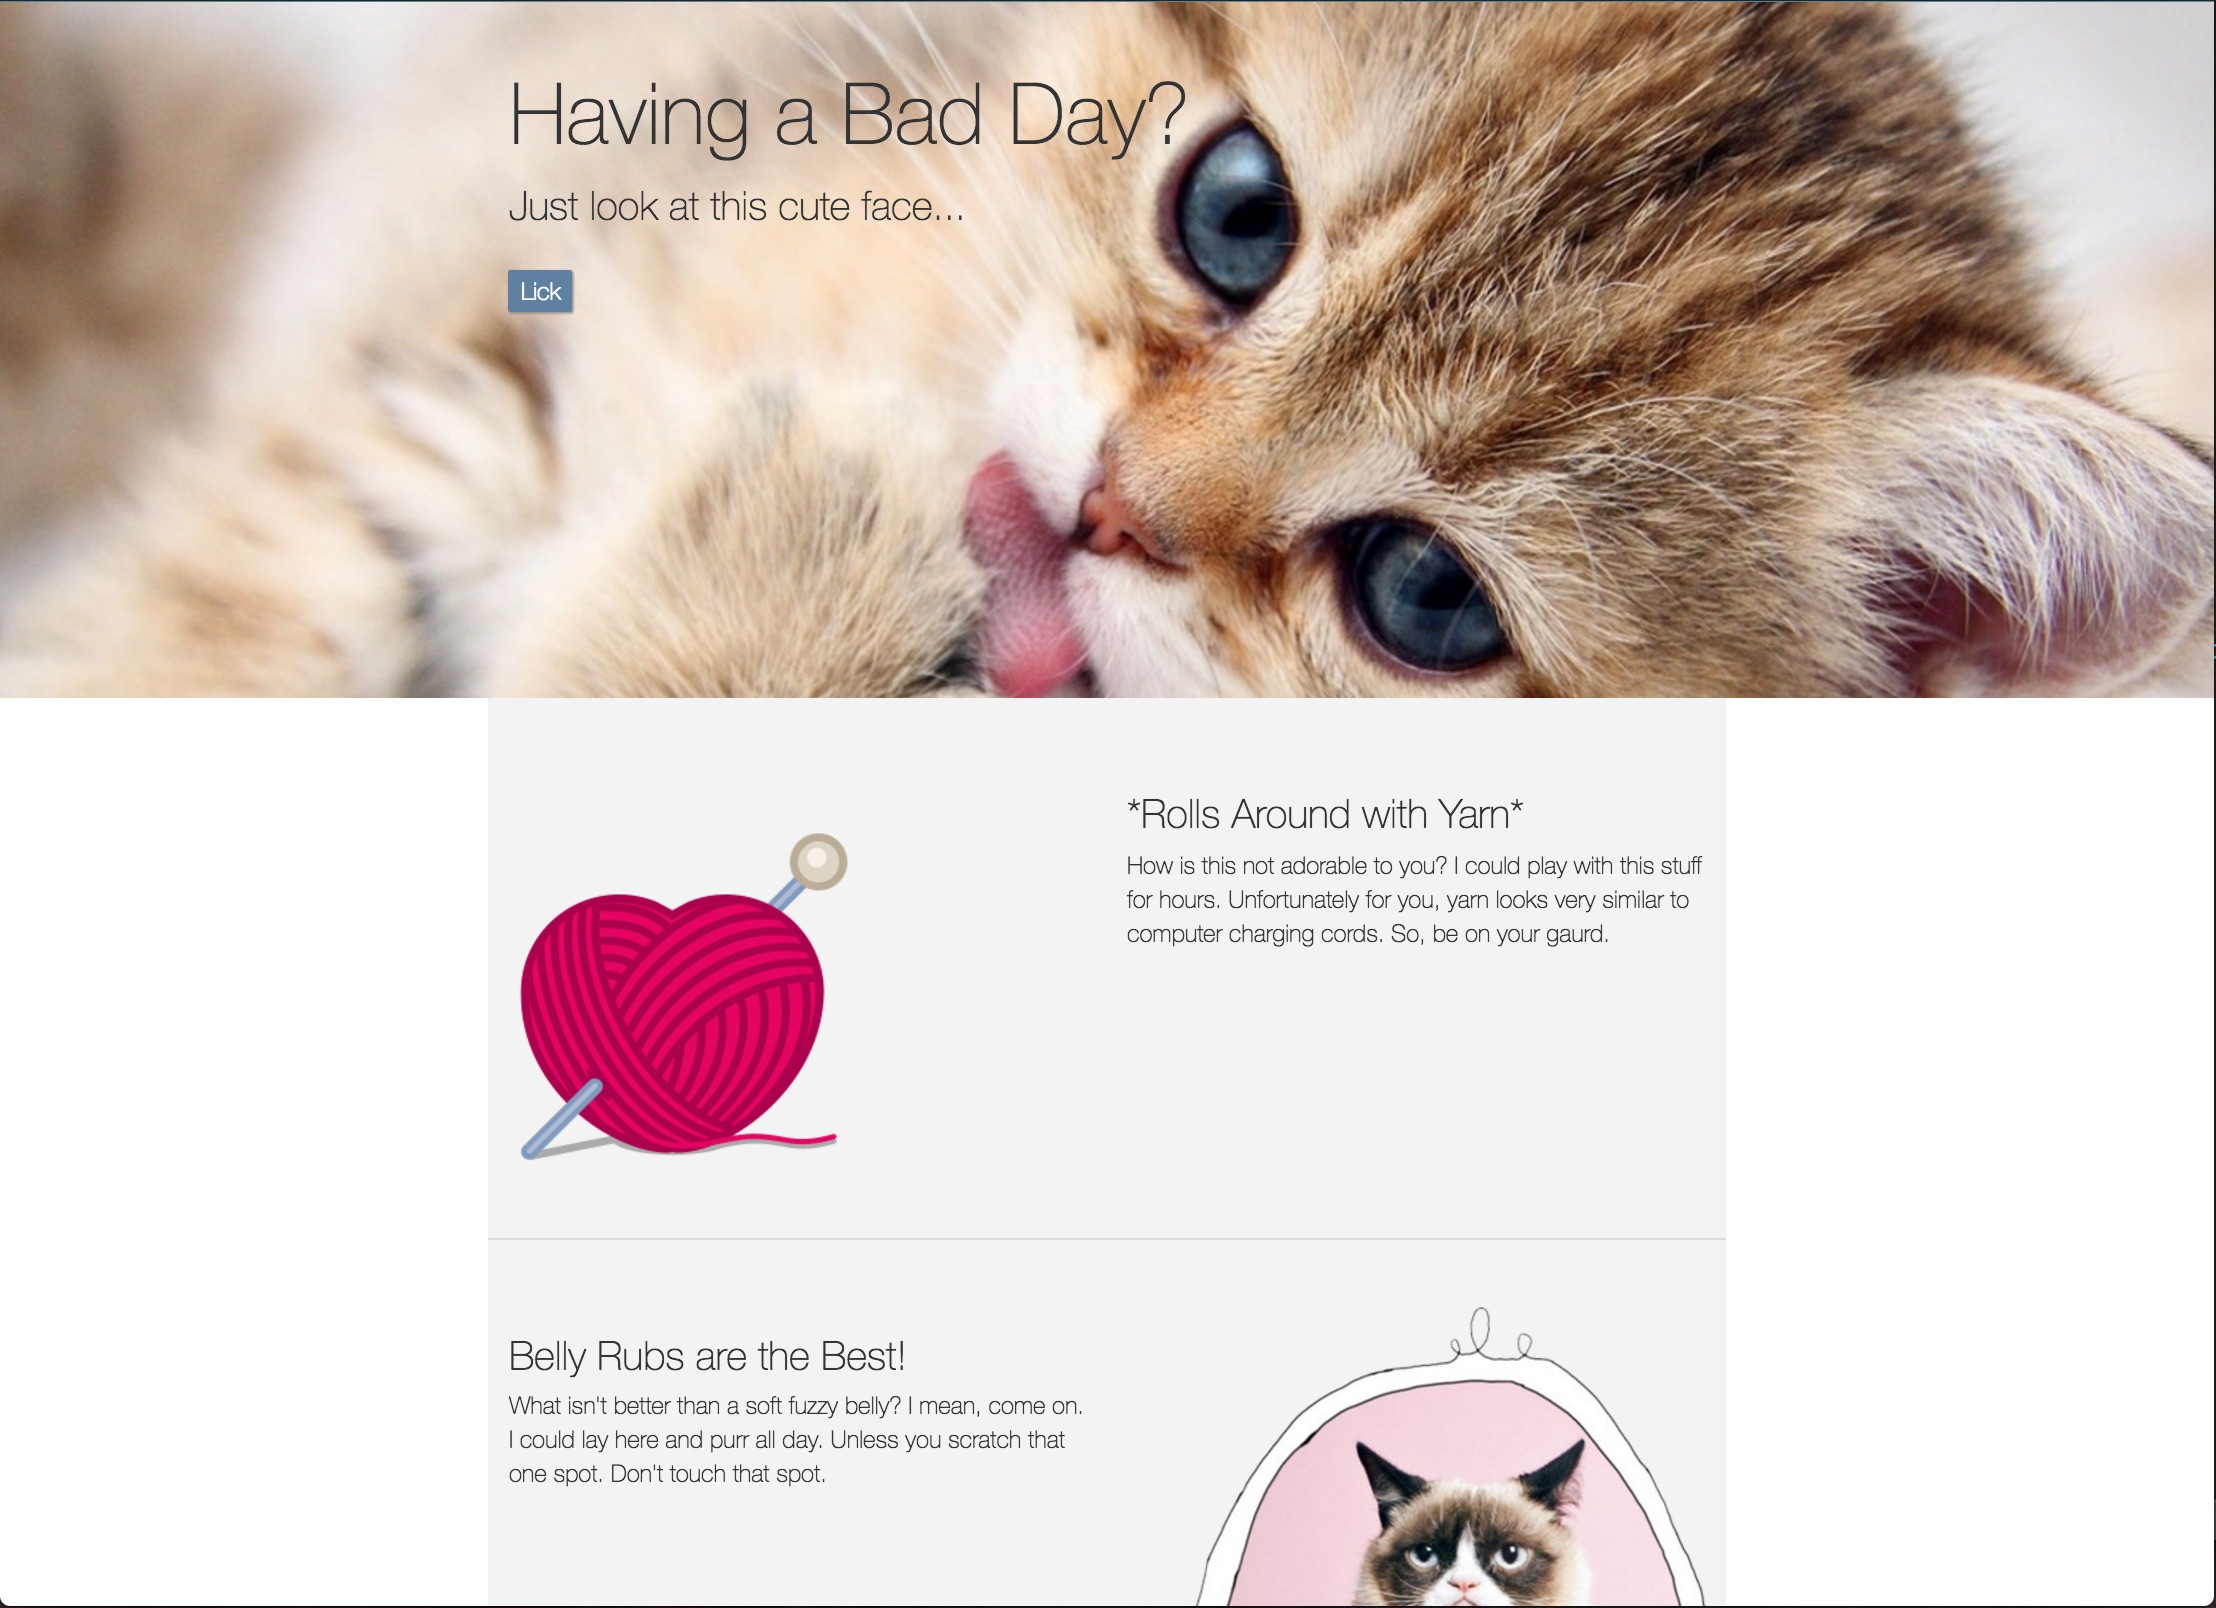 Having a Bad Day?
Just look at this cute face...
Lick
*Rolls Around with Yarn*
How is this not adorable to you? I could play with this stuff
for hours. Unfortunately for you, yarn looks very similar to
computer charging cords. So, be on your gaurd.
Belly Rubs are the Best!
What isn't better than a soft fuzzy belly? I mean, come on.
I could lay here and purr all day. Unless you scratch that
one spot. Don't touch that spot.